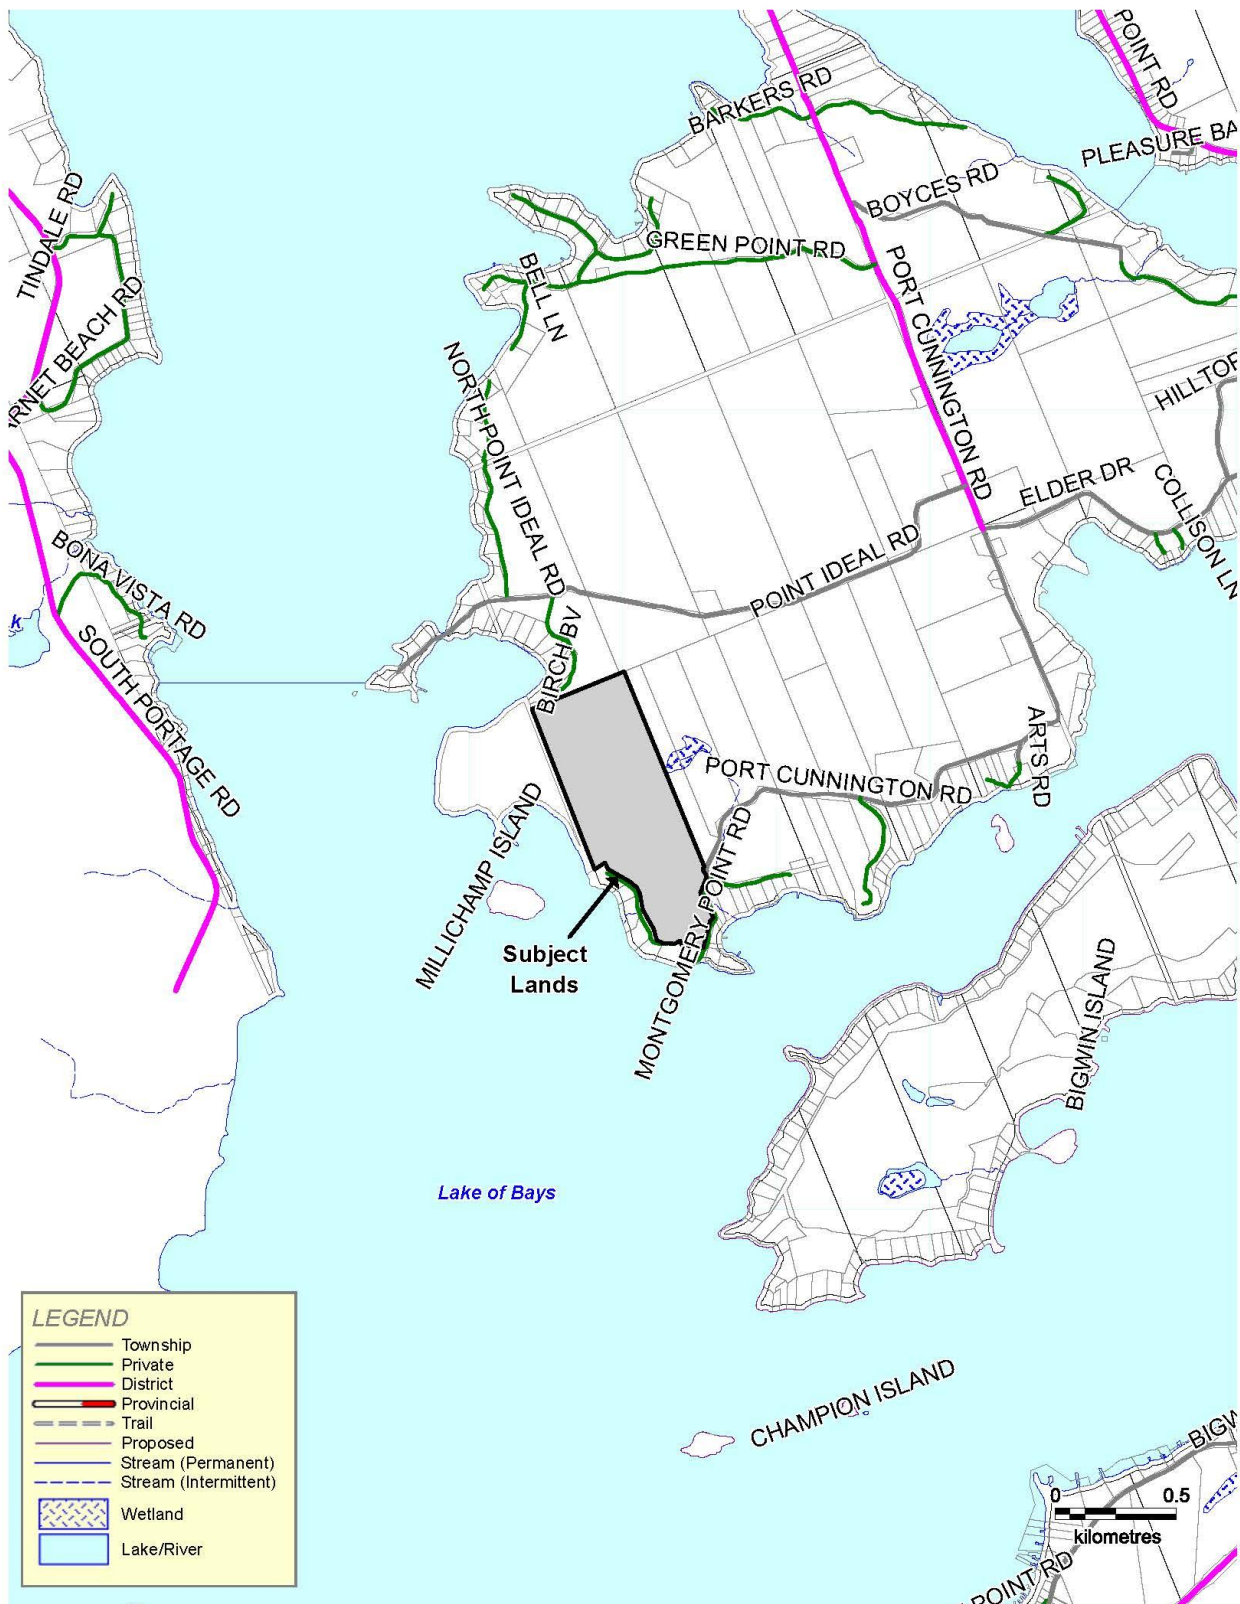 POINT RD
BARKERS RD
PLEASURE BA
TINDALE RD
BOYCES RD
GREEN POINT RD
BELL LN
PORT CUNNINGTON RD
ARNET BEACH RD
NORTH POINT IDEAL RD
HILLTOP
ELDER DR
COLLISON LN
BONA VISTA RD
POINT IDEAL RD
k
SOUTH PORTAGE RD
BIRCH BV
ARTS RD
PORT CUNNINGTON RD
MILLICHAMP ISLAND
MONTGOMERY POINT RD
Subject
Lands
BIGWIN ISLAND
Lake of Bays
LEGEND
Township
Private
District
Provincial
Trail
Proposed
Stream (Permanent)
Stream (Intermittent)
Wetland
Lake/River
CHAMPION ISLAND
BIGW
0 0.5
kilometres
POINT RD